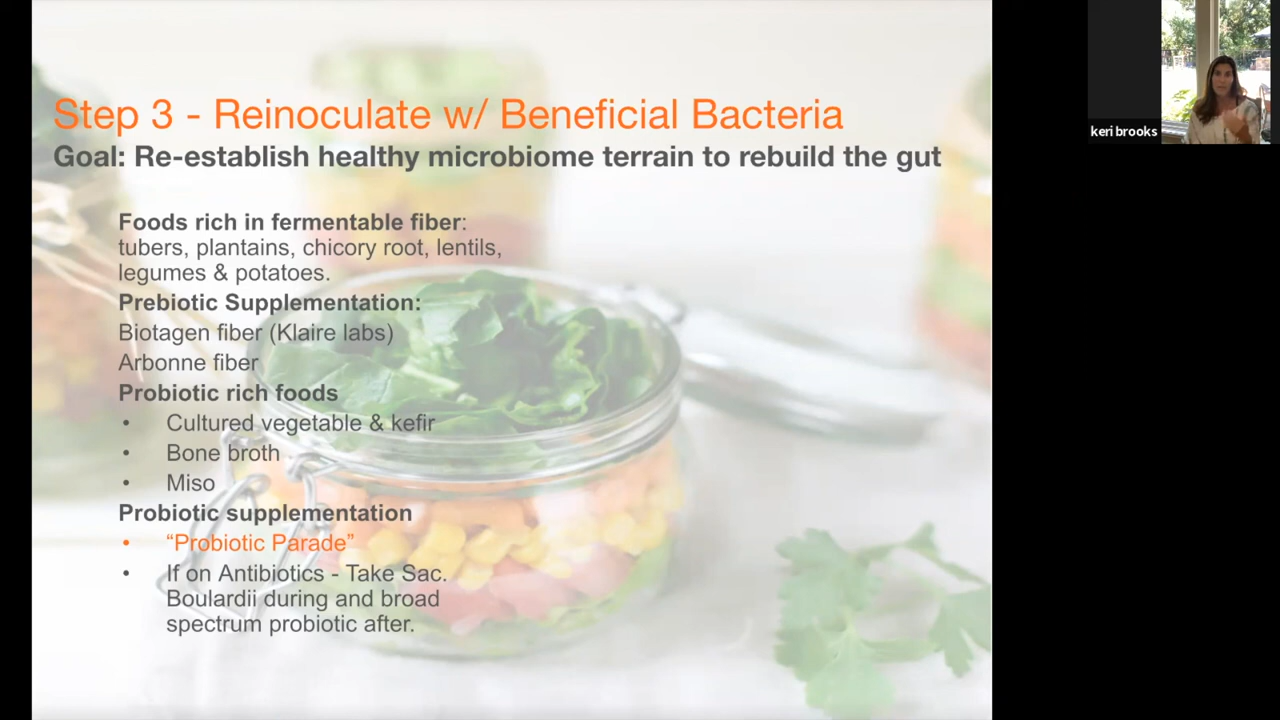 Step 3 - Reinoculate w/ Beneficial Bacteria
Goal: Re-establish healthy microbiome terrain to rebuild the gut
Foods rich in fermentable fiber:
tubers, plantains, chicory root, lentils,
legumes & potatoes.
Prebiotic Supplementation:
Biotagen fiber (Klaire labs)
Arbonne fiber
Probiotic rich foods
• Cultured vegetable & kefir
• Bone broth
• Miso
Probiotic supplementation
• “Probiotic Parade”
• If on Antibiotics - Take Sac.
Boulardii during and broad
spectrum probiotic after.
keri brooks